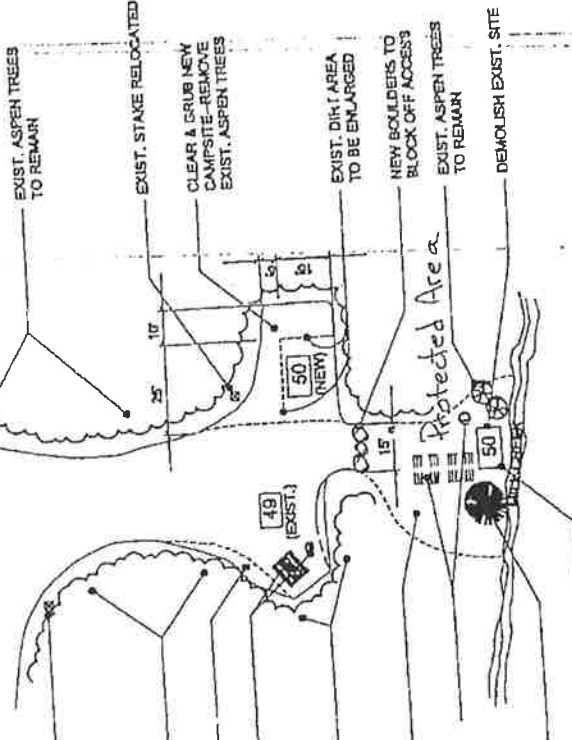 EXIST. ASPEN TREES
TO REMAIN
EXIST. STAKE RELOCATED
CLEAR & GRUB NEW
CAMPSITE-REMOVE
EXIST. ASPEN TREES
EXIST. DIRT AREA
TO BE ENLARGED
NEW BOULDERS TO
BLOCK OFF ACCESS
EXIST. ASPEN TREES
TO REMAIN
DEMOLISH EXIST. SITE
25'
10'
50
(NEW)
49
(EXIST.)
15'
Protected Area
50